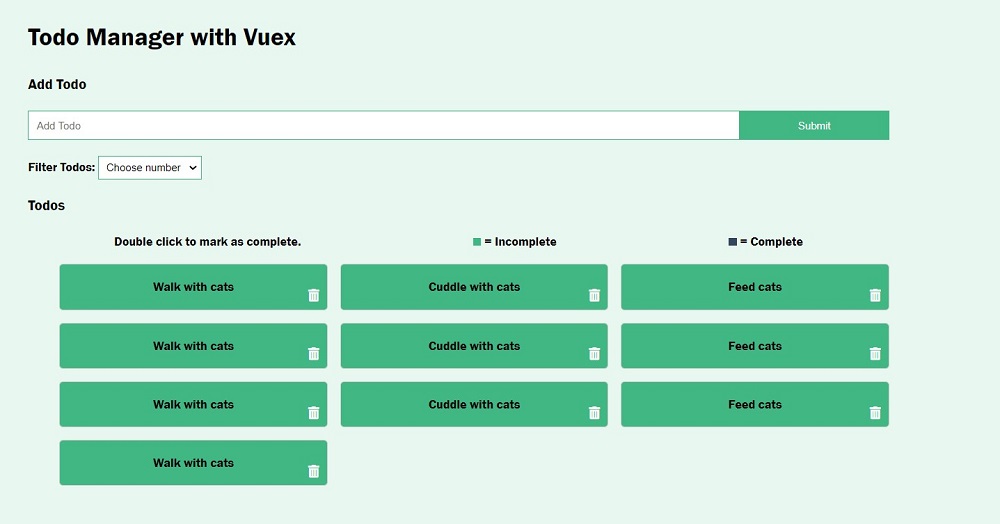 Todo Manager with Vuex
Add Todo
Add Todo
Submit
Filter Todos: Choose number
Todos
Double click to mark as complete.
= Incomplete
= Complete
Walk with cats
Cuddle with cats
Feed cats
Walk with cats
Cuddle with cats
Feed cats
Walk with cats
Cuddle with cats
Feed cats
Walk with cats